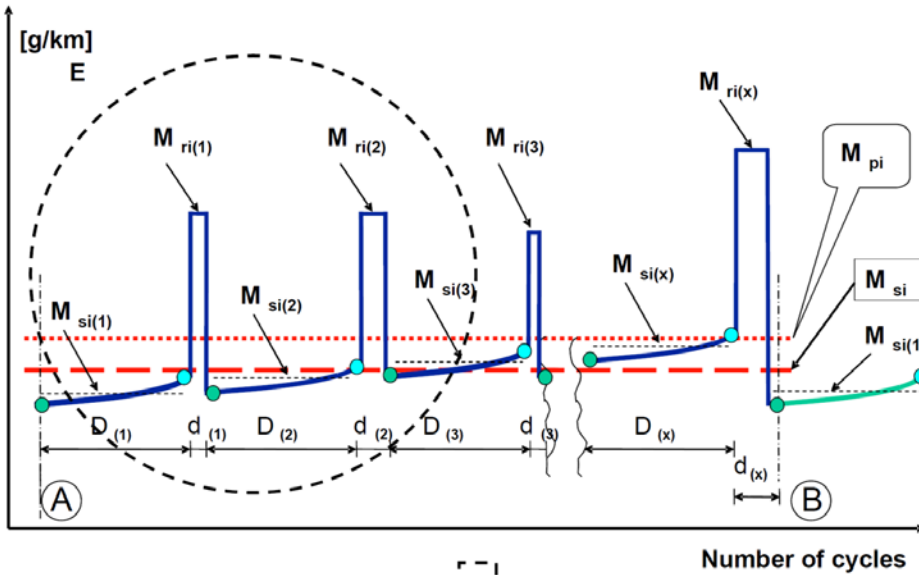 [g/km]
E
M ri(1)
M ri(2)
M ri(3)
M ri(x)
M pi
M si(1)
M si(2)
M si(3)
M si(x)
M si
M si(1
D (1)
d (1)
D (2)
d (2)
D (3)
d (3)
D (x)
d (x)
A
B
Number of cycles